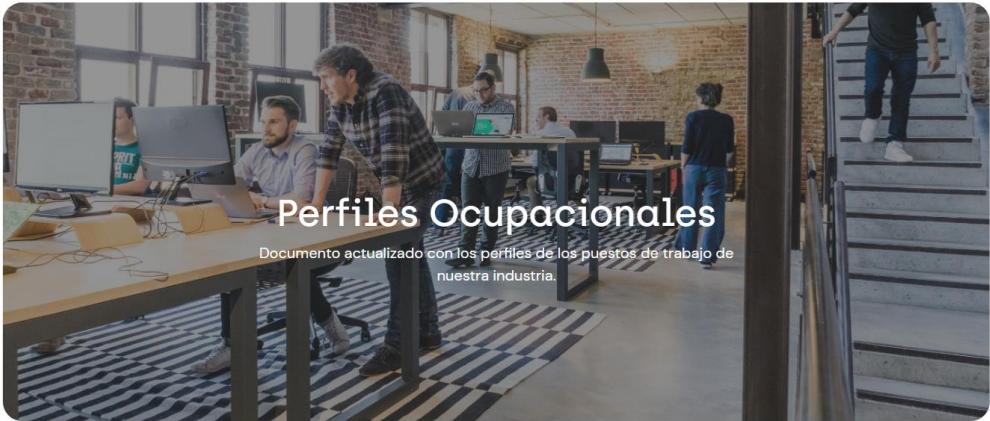 Perfiles Ocupacionales
Documento actualizado con los perfiles de los puestos de trabajo de
nuestra industria.